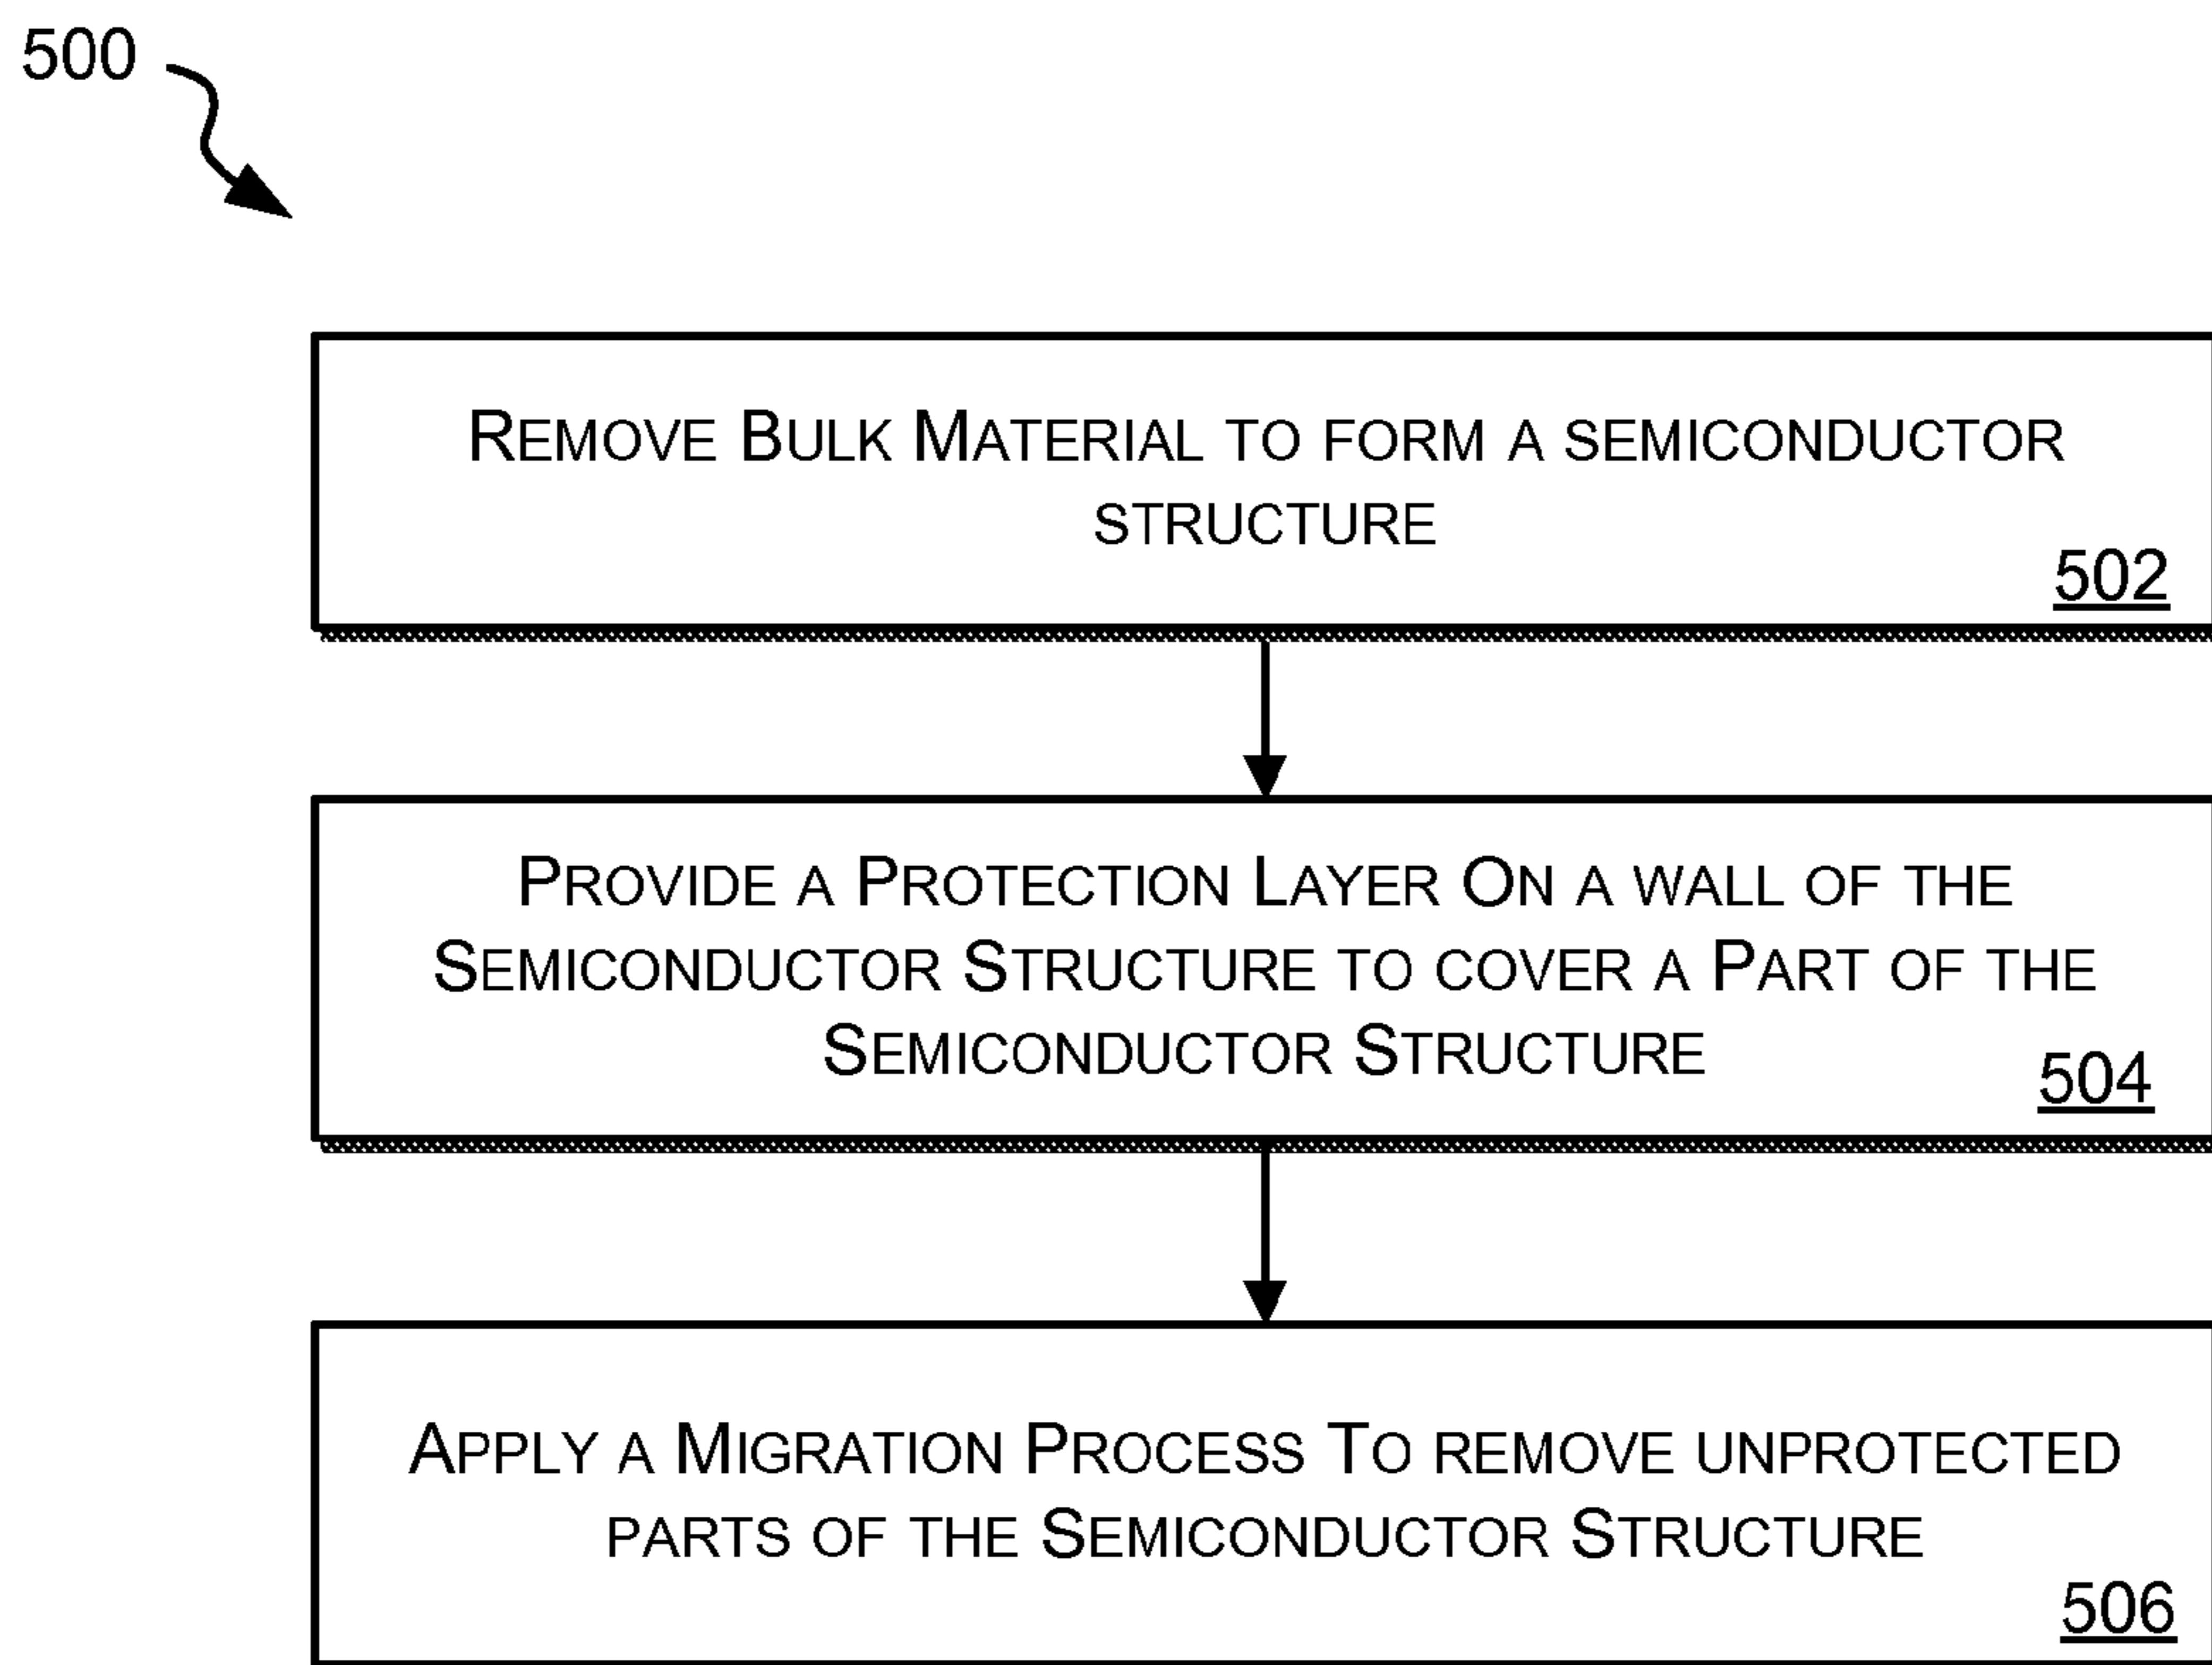 500
Remove Bulk Material to form a semiconductor
structure
502
Provide a Protection Layer On a wall of the
Semiconductor Structure to cover a Part of the
Semiconductor Structure
504
Apply a Migration Process To remove unprotected
parts of the Semiconductor Structure
506